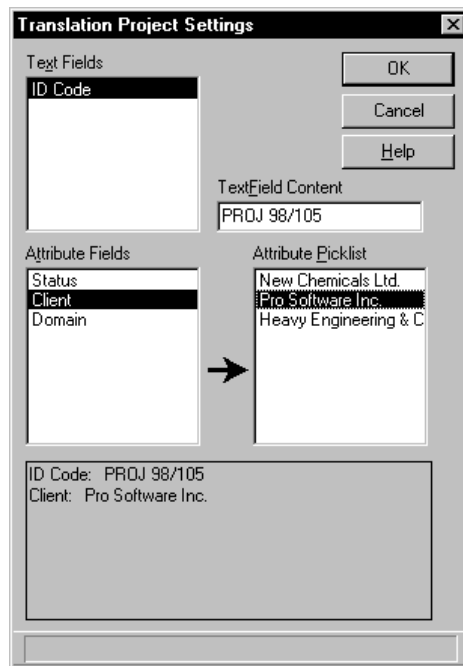 Translation Project Settings
Text Fields
ID Code
OK
Cancel
Help
TextField Content
PROJ 98/105
Attribute Fields
Status
Client
Domain
Attribute Picklist
New Chemicals Ltd.
Pro Software Inc.
Heavy Engineering & C
ID Code: PROJ 98/105
Client: Pro Software Inc.